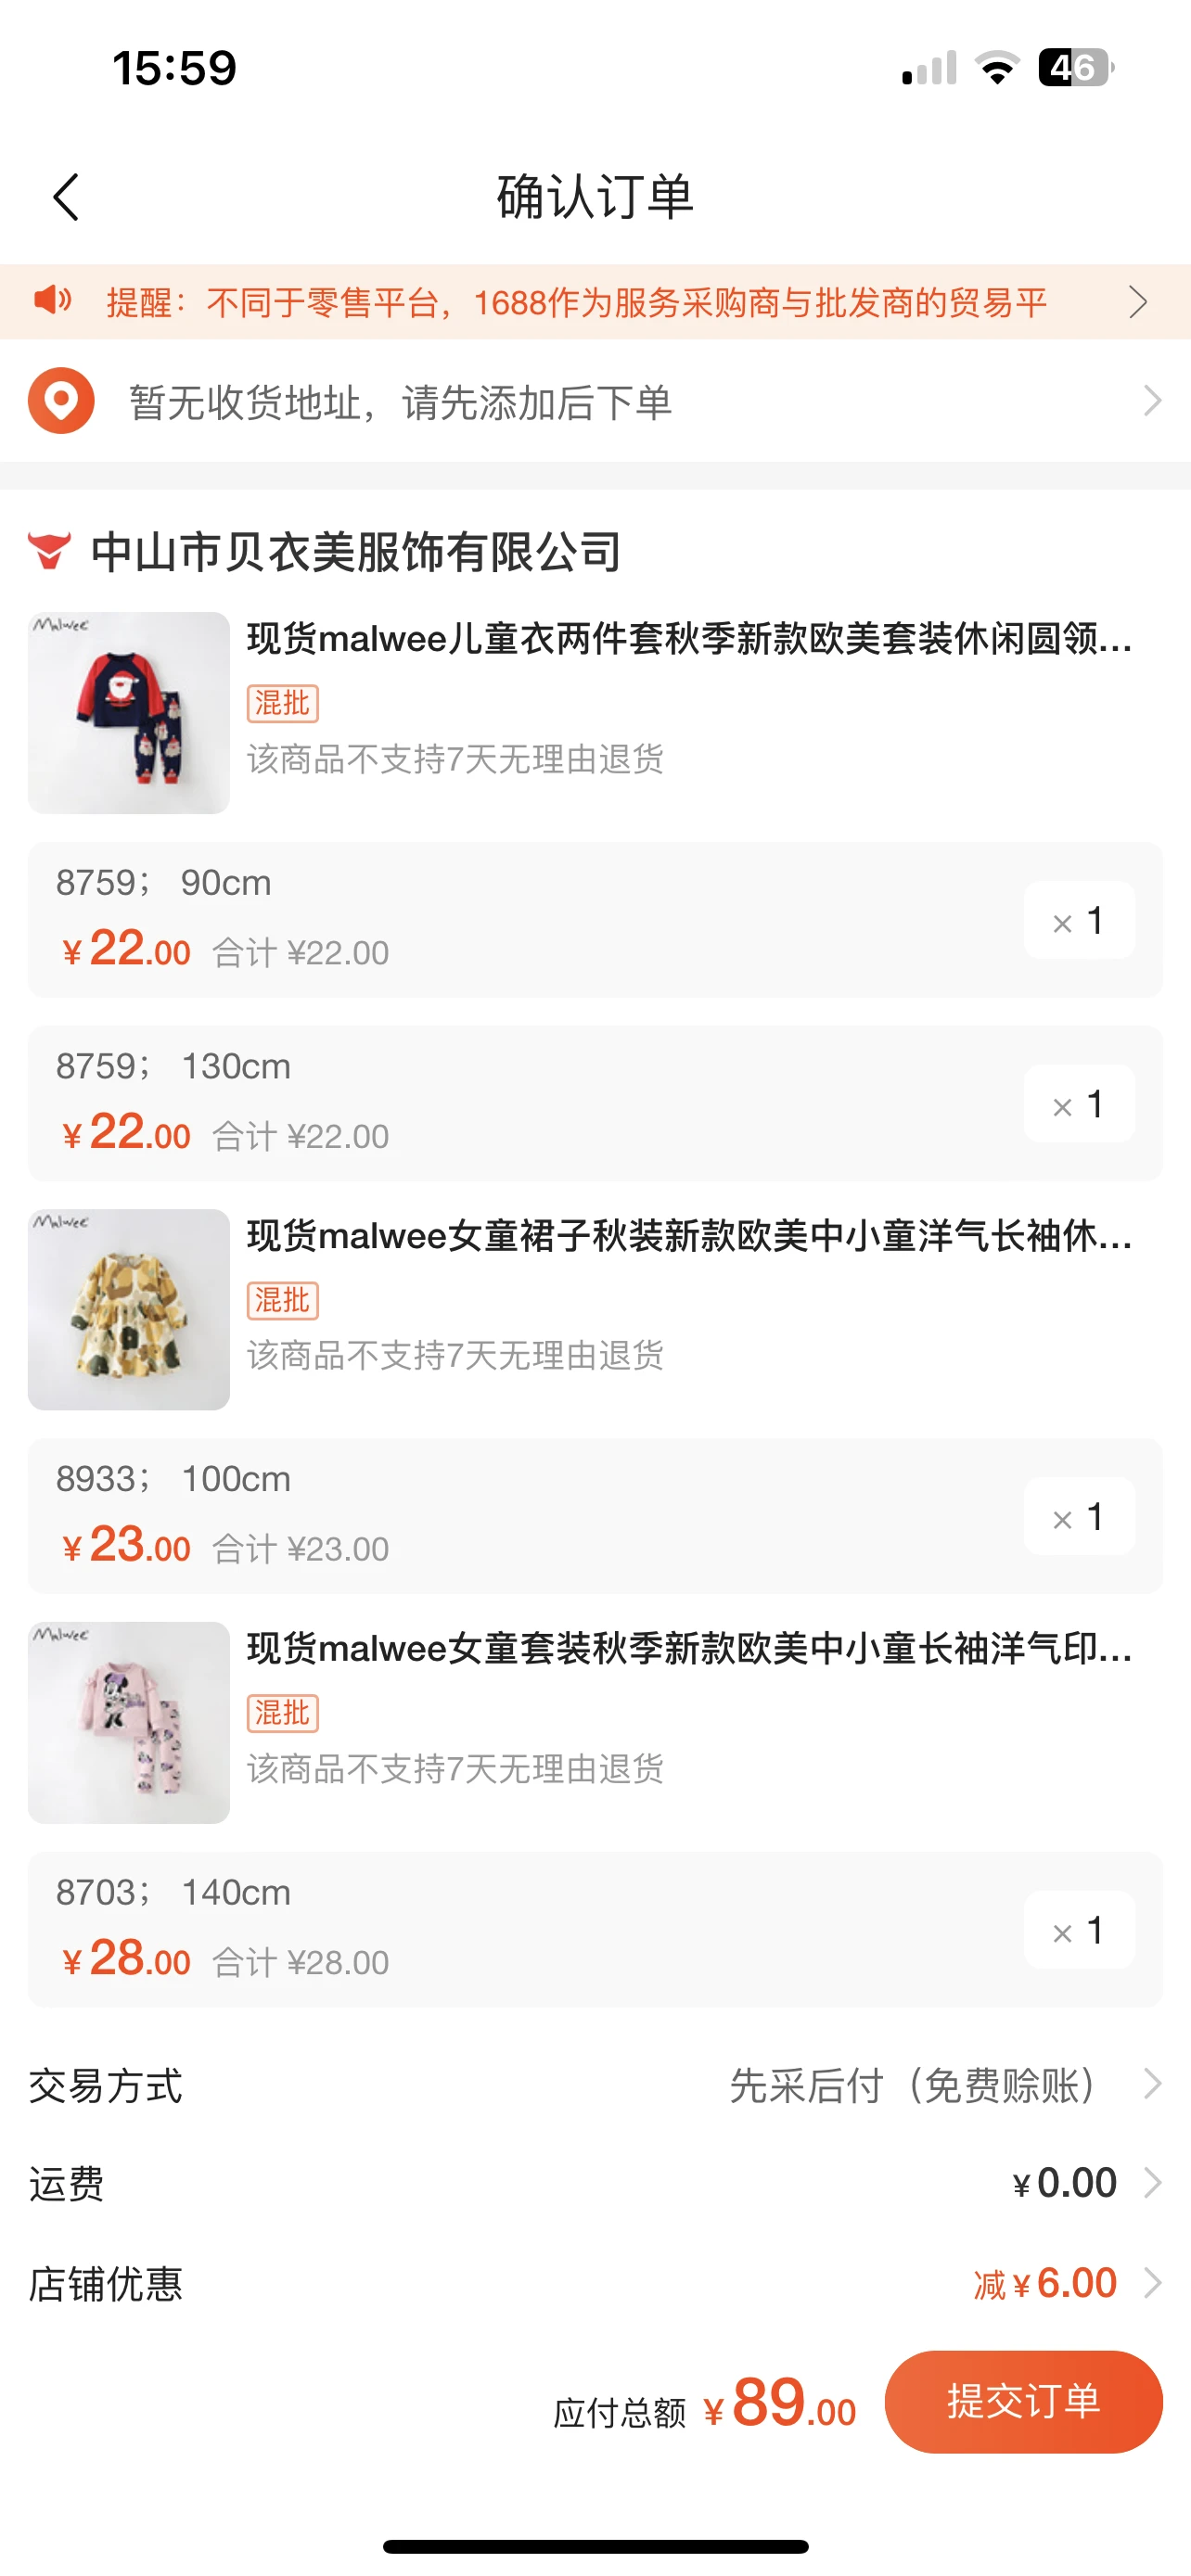 15:59
46
确认订单
提醒：不同于零售平台，1688作为服务采购商与批发商的贸易平
暂无收货地址，请先添加后下单
中山市贝衣美服饰有限公司
Malwee
现货malwee儿童衣两件套秋季新款欧美套装休闲圆领...
混批
该商品不支持7天无理由退货
8759； 90cm
¥22.00 合计 ¥22.00
× 1
8759； 130cm
¥22.00 合计 ¥22.00
× 1
Malwee
现货malwee女童裙子秋装新款欧美中小童洋气长袖休...
混批
该商品不支持7天无理由退货
8933； 100cm
¥23.00 合计 ¥23.00
× 1
Malwee
现货malwee女童套装秋季新款欧美中小童长袖洋气印...
混批
该商品不支持7天无理由退货
8703； 140cm
¥28.00 合计 ¥28.00
× 1
交易方式 先采后付（免费赊账）
运费 ¥0.00
店铺优惠 减¥6.00
应付总额 ¥89.00 提交订单